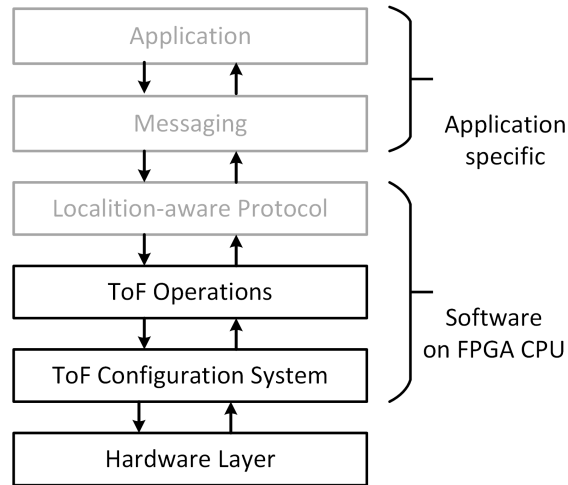 Application
Messaging
Application
specific
Localition-aware Protocol
ToF Operations
ToF Configuration System
Software
on FPGA CPU
Hardware Layer